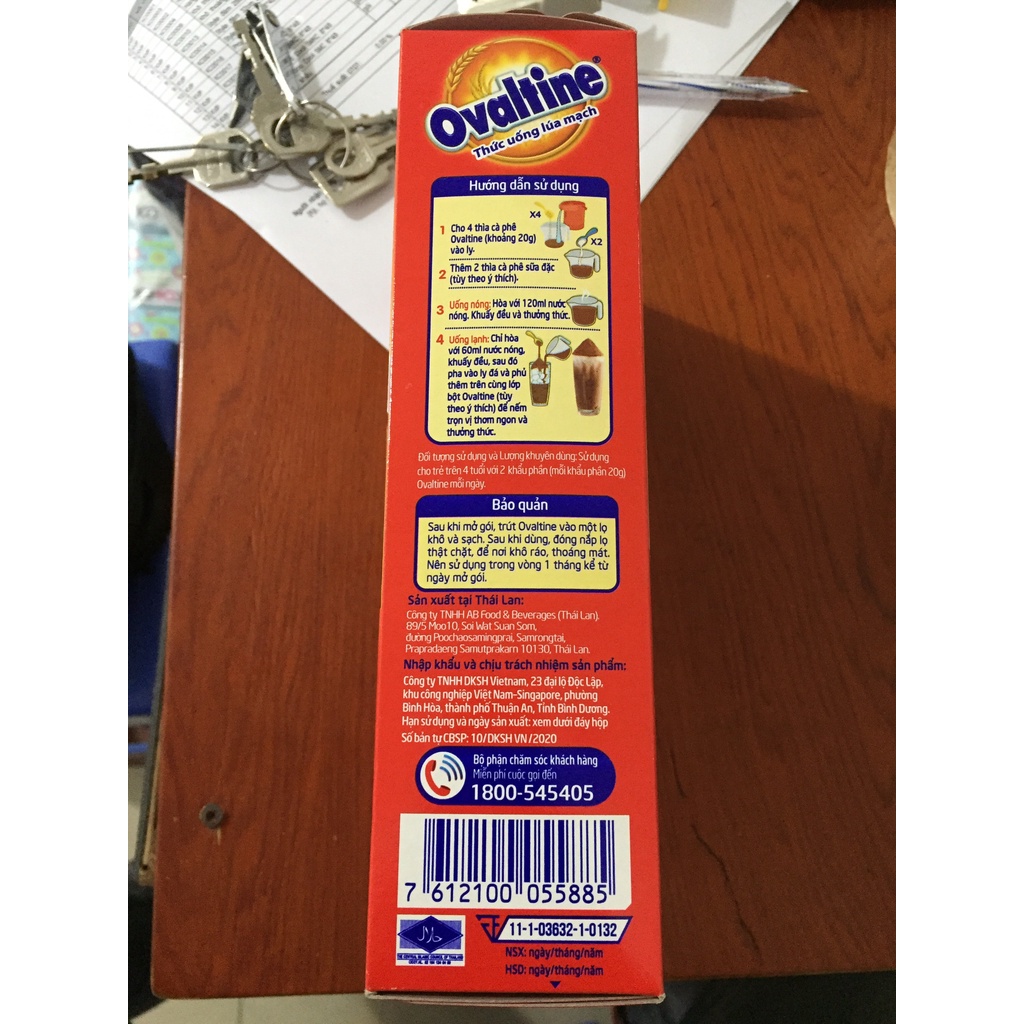 Ovaltine®
Thức uống lúa mạch
Hướng dẫn sử dụng
X4
1 Cho 4 thìa cà phê
Ovaltine (khoảng 20g)
vào ly.
X2
2 Thêm 2 thìa cà phê sữa đặc
(tùy theo ý thích).
3 Uống nóng: Hòa với 120ml nước
nóng. Khuấy đều và thưởng thức.
4 Uống lạnh: Chỉ hòa
với 60ml nước nóng,
khuấy đều, sau đó
pha vào ly đá và phủ
thêm trên cùng lớp
bột Ovaltine (tùy
theo ý thích) để nếm
trọn vị thơm ngon và
thưởng thức.
Đối tượng sử dụng và Lượng khuyên dùng: Sử dụng
cho trẻ trên 4 tuổi với 2 khẩu phần (mỗi khẩu phần 20g)
Ovaltine mỗi ngày.
Bảo quản
Sau khi mở gói, trút Ovaltine vào một lọ
khô và sạch. Sau khi dùng, đóng nắp lọ
thật chặt, để nơi khô ráo, thoáng mát.
Nên sử dụng trong vòng 1 tháng kể từ
ngày mở gói.
Sản xuất tại Thái Lan:
Công ty TNHH AB Food & Beverages (Thái Lan).
89/5 Moo10, Soi Wat Suan Som,
đường Poochaosamingprai, Samrongtai,
Prapradaeng Samutprakarn 10130, Thái Lan.
Nhập khẩu và chịu trách nhiệm sản phẩm:
Công ty TNHH DKSH Vietnam, 23 đại lộ Độc Lập,
khu công nghiệp Việt Nam-Singapore, phường
Bình Hòa, thành phố Thuận An, Tỉnh Bình Dương.
Hạn sử dụng và ngày sản xuất: xem dưới đáy hộp
Số bản tự CBSP: 10/DKSH VN/2020
Bộ phận chăm sóc khách hàng
Miễn phí cuộc gọi đến
1800-545405
7 612100 055885
11-1-03632-1-0132
THE CENTRAL ISLAMIC COUNCIL OF THAILAND
NSX: ngày/tháng/năm
HSD: ngày/tháng/năm